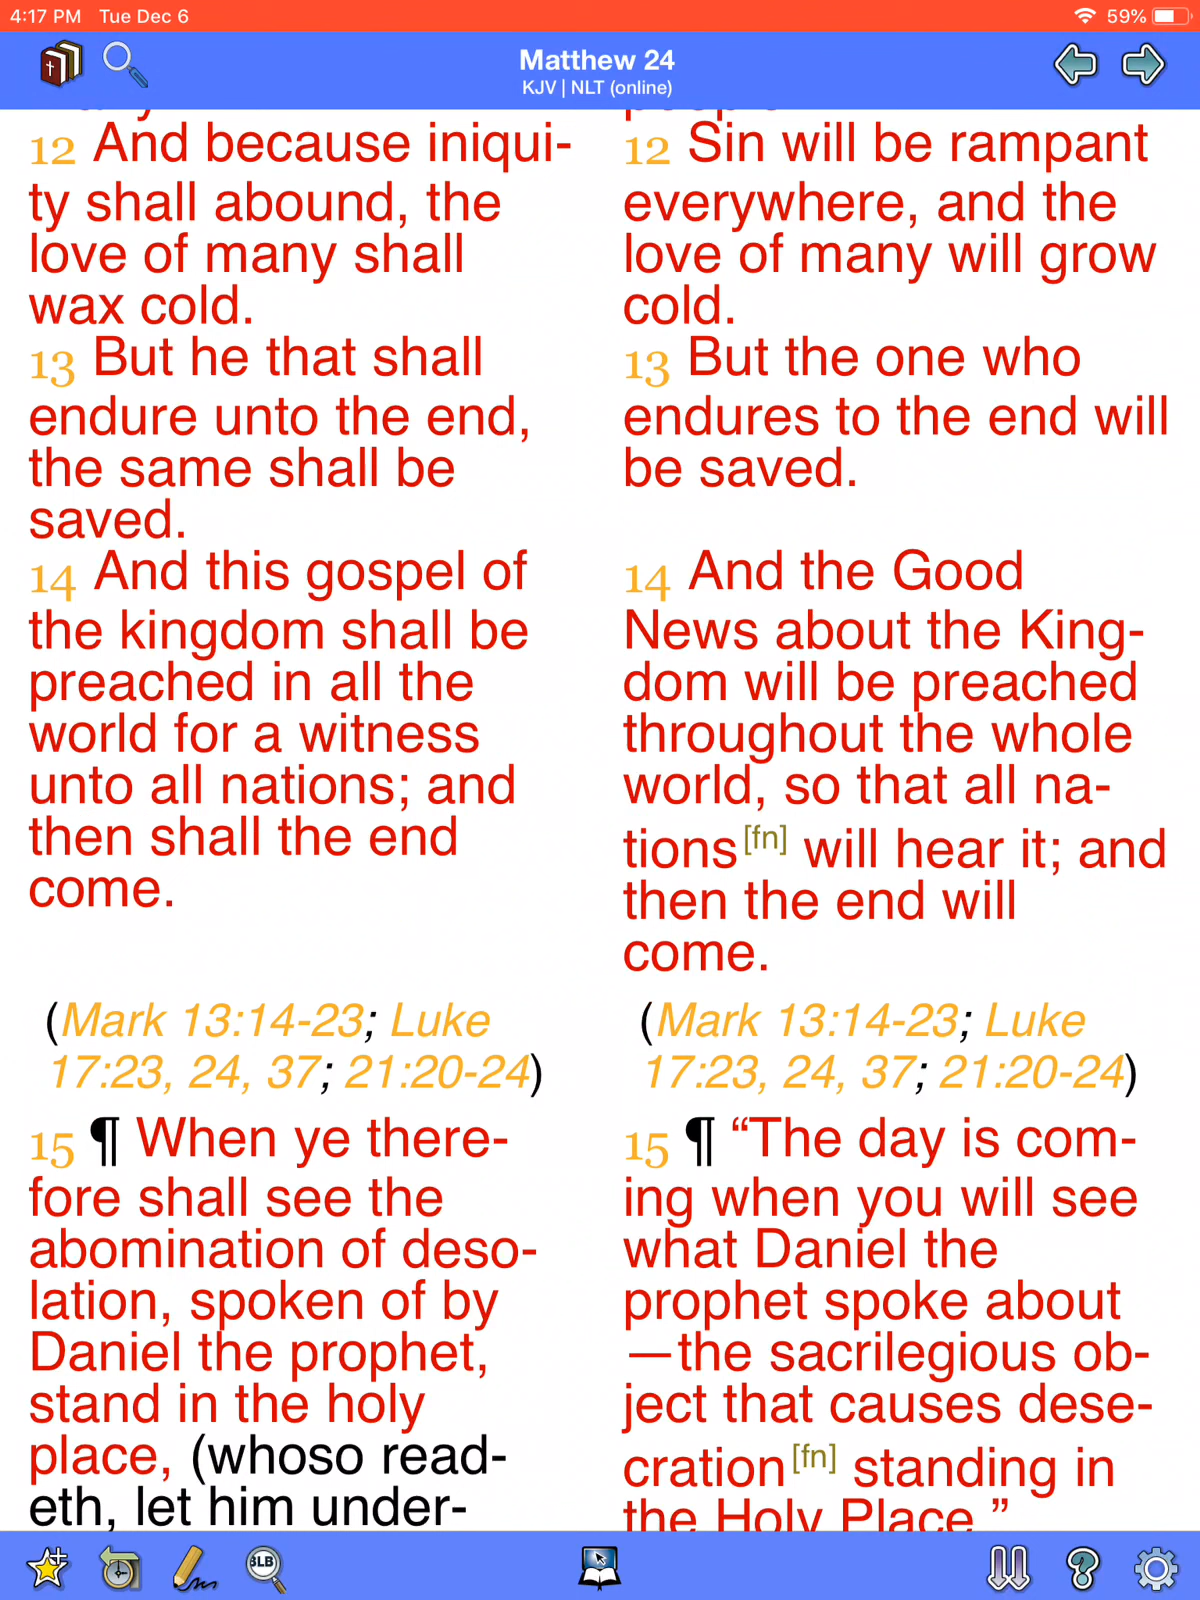 4:17 PM Tue Dec 6
59%
Matthew 24
KJV | NLT (online)
12 And because iniqui-
ty shall abound, the
love of many shall
wax cold.
13 But he that shall
endure unto the end,
the same shall be
saved.
14 And this gospel of
the kingdom shall be
preached in all the
world for a witness
unto all nations; and
then shall the end
come.
(Mark 13:14-23; Luke
17:23, 24, 37; 21:20-24)
15 ¶ When ye there-
fore shall see the
abomination of deso-
lation, spoken of by
Daniel the prophet,
stand in the holy
place, (whoso read-
eth, let him under-
12 Sin will be rampant
everywhere, and the
love of many will grow
cold.
13 But the one who
endures to the end will
be saved.
14 And the Good
News about the King-
dom will be preached
throughout the whole
world, so that all na-
tions[fn] will hear it; and
then the end will
come.
(Mark 13:14-23; Luke
17:23, 24, 37; 21:20-24)
15 ¶ “The day is com-
ing when you will see
what Daniel the
prophet spoke about
—the sacrilegious ob-
ject that causes dese-
cration[fn] standing in
the Holy Place.”
BLB